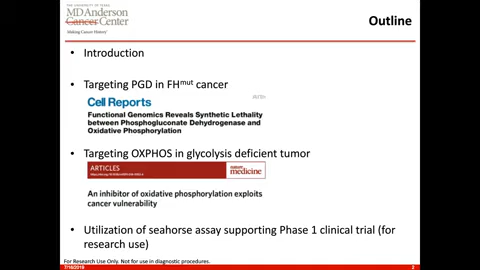 THE UNIVERSITY OF TEXAS
MD Anderson
Cancer Center
Making Cancer History®
Outline
• Introduction
• Targeting PGD in FHmut cancer
Cell Reports
Functional Genomics Reveals Synthetic Lethality
between Phosphogluconate Dehydrogenase and
Oxidative Phosphorylation
• Targeting OXPHOS in glycolysis deficient tumor
ARTICLES
medicine
An inhibitor of oxidative phosphorylation exploits
cancer vulnerability
• Utilization of seahorse assay supporting Phase 1 clinical trial (for
research use)
For Research Use Only. Not for use in diagnostic procedures.
7/16/2019
2